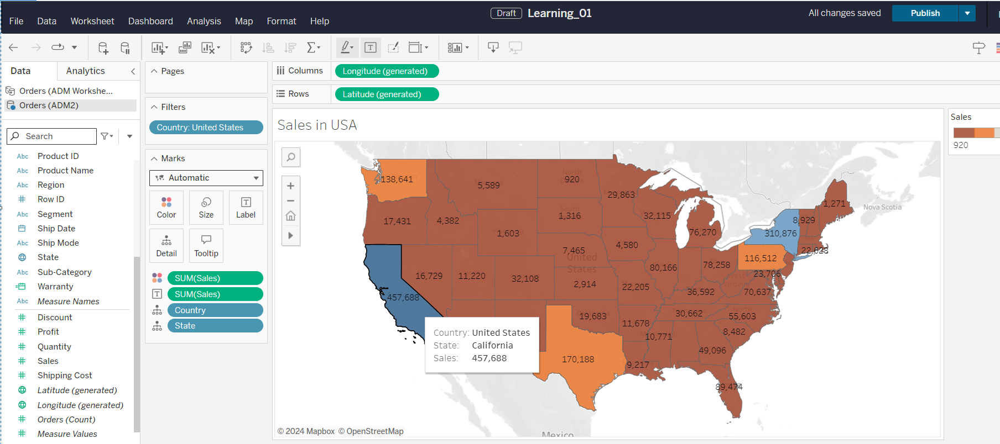 Draft Learning_01
All changes saved
Publish
File Data Worksheet Dashboard Analysis Map Format Help
Data Analytics
Orders (ADM Workshe...
Orders (ADM2)
Search
Abc Product ID
Abc Product Name
Abc Region
Row ID
Abc Segment
Ship Date
Abc Ship Mode
State
Abc Sub-Category
Warranty
Abc Measure Names
Discount
Profit
Quantity
Sales
Shipping Cost
Latitude (generated)
Longitude (generated)
Orders (Count)
Measure Values
Pages
Filters
Country: United States
Marks
Automatic
Color Size Label
Detail Tooltip
SUM(Sales)
SUM(Sales)
Country
State
Columns Longitude (generated)
Rows Latitude (generated)
Sales in USA
138,641
5,589
920
29,863
1,271
Nova Scotia
17,431
4,382
1,603
1,316
32,115
76,270
8,929
310,876
4,580
7,465
22,628
116,512
United
States
16,729
11,220
32,108
2,914
80,166
78,258
23,706
22,205
36,592
70,637
457,688
19,683
11,678
30,662
55,603
10,771
8,482
49,096
170,188
9,217
89,474
Country: United States
State: California
Sales: 457,688
© 2024 Mapbox © OpenStreetMap
Mexico
Sales
920